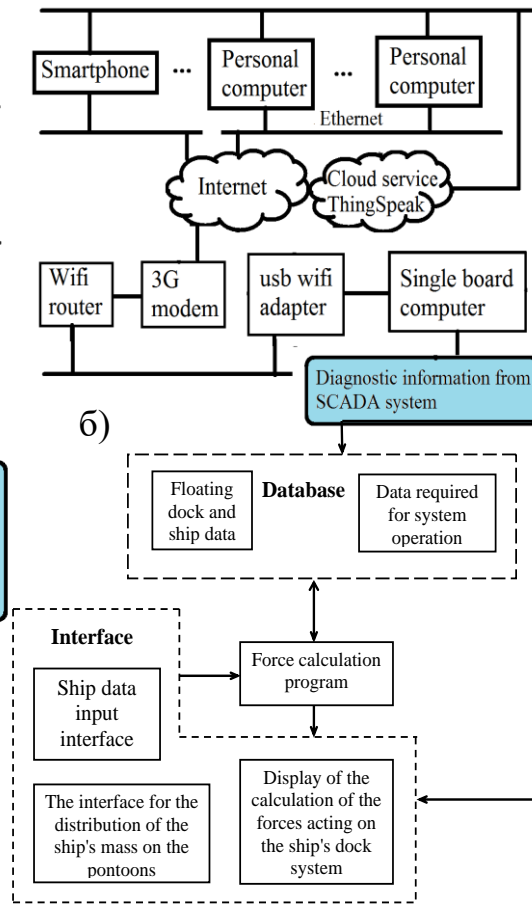 Smartphone
...
Personal
computer
...
Personal
computer
Ethernet
Internet
Cloud service
ThingSpeak
Wifi
router
3G
modem
usb wifi
adapter
Single board
computer
Diagnostic information from
SCADA system
б)
Floating
dock and
ship data
Database
Data required
for system
operation
Interface
Ship data
input
interface
Force calculation
program
The interface for the
distribution of the
ship's mass on the
pontoons
Display of the
calculation of the
forces acting on
the ship's dock
system